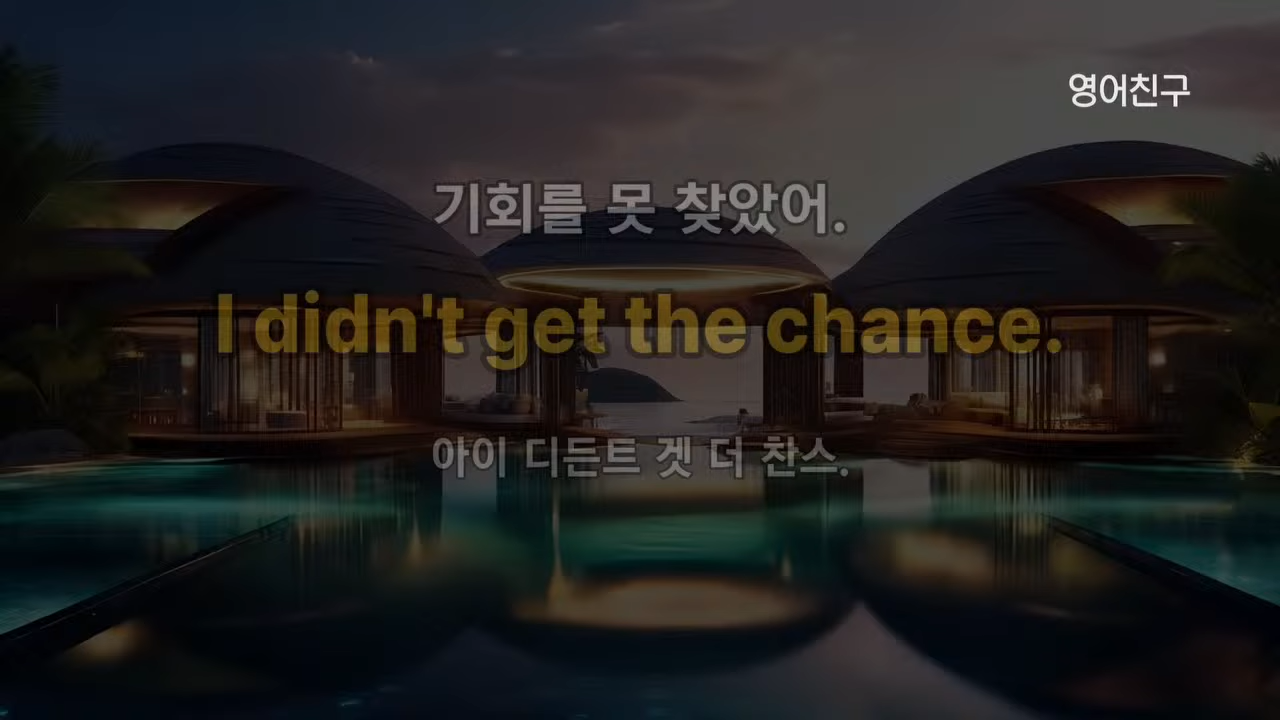 영어친구
기회를 못 찾았어.
I didn't get the chance.
아이 디든트 겟 더 찬스.